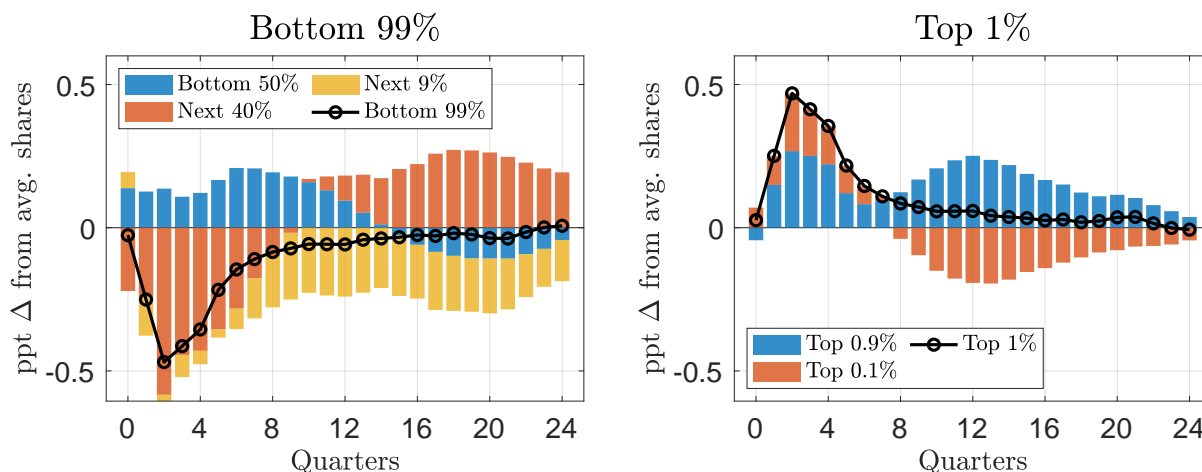 Bottom 99%
ppt Δ from avg. shares
0.5
0
-0.5
Bottom 50%
Next 9%
Next 40%
Bottom 99%
0 4 8 12 16 20 24
Quarters
Top 1%
ppt Δ from avg. shares
0.5
0
-0.5
Top 0.9%
Top 1%
Top 0.1%
0 4 8 12 16 20 24
Quarters